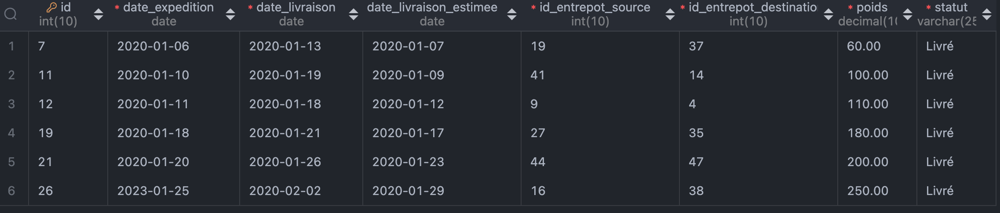 id * date_expedition * date_livraison date_livraison_estimee * id_entrepot_source * id_entrepot_destinatio * poids * statut
int(10) date date date int(10) int(10) decimal(1( varchar(25
1 7 2020-01-06 2020-01-13 2020-01-07 19 37 60.00 Livré
2 11 2020-01-10 2020-01-19 2020-01-09 41 14 100.00 Livré
3 12 2020-01-11 2020-01-18 2020-01-12 9 4 110.00 Livré
4 19 2020-01-18 2020-01-21 2020-01-17 27 35 180.00 Livré
5 21 2020-01-20 2020-01-26 2020-01-23 44 47 200.00 Livré
6 26 2023-01-25 2020-02-02 2020-01-29 16 38 250.00 Livré